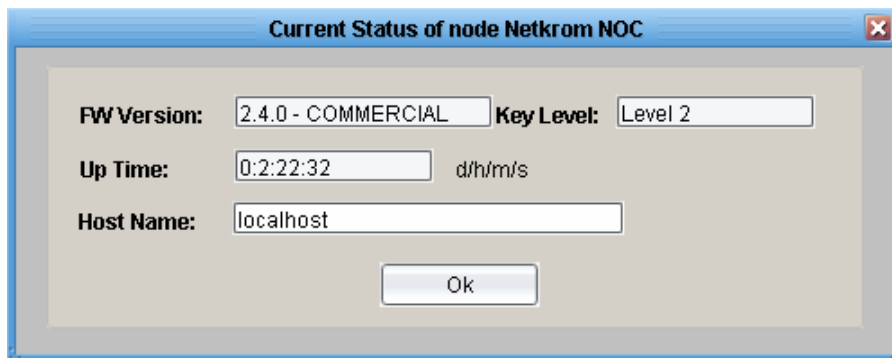 Current Status of node Netkrom NOC
FW Version: 2.4.0 - COMMERCIAL Key Level: Level 2
Up Time: 0:2:22:32 d/h/m/s
Host Name: localhost
Ok